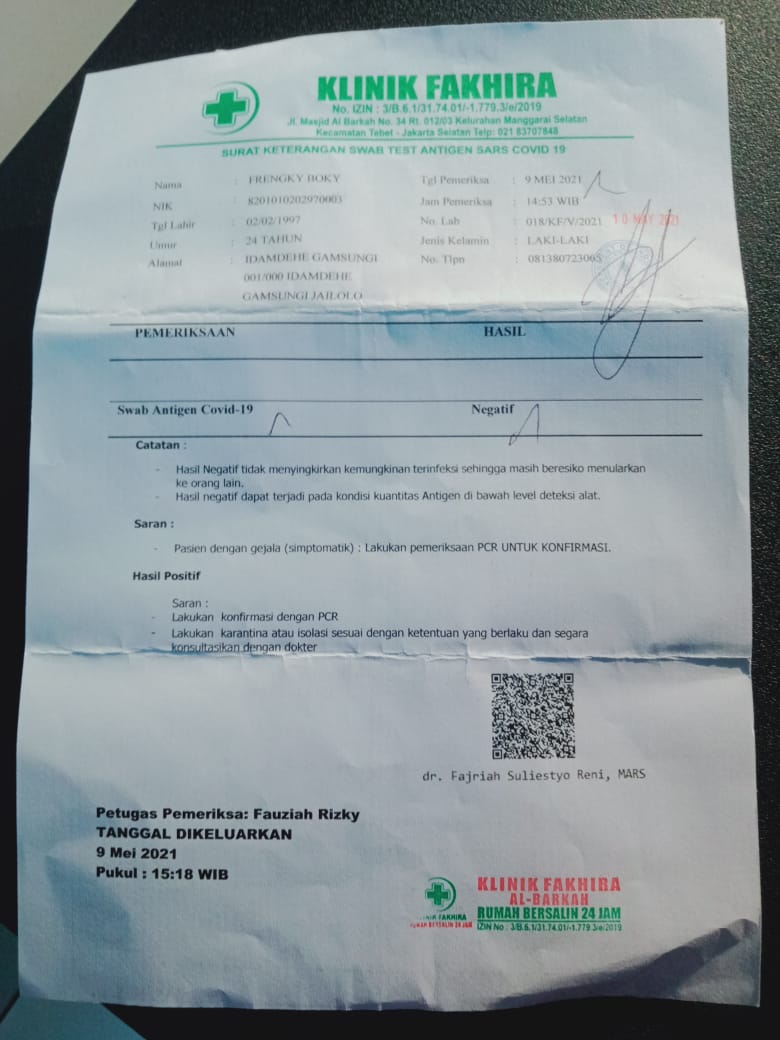 KLINIK FAKHIRA
No. IZIN : 3/B.6.1/31.74.01/-1.779.3/e/2019
Jl. Masjid Al Barkah No. 34 Rt. 012/03 Kelurahan Manggarai Selatan
Kecamatan Tebet - Jakarta Selatan Telp: 021 83707848
SURAT KETERANGAN SWAB TEST ANTIGEN SARS COVID 19
Nama : FRENGKY BOKY Tgl Pemeriksa : 9 MEI 2021
NIK : 8201010202970003 Jam Pemeriksa : 14:53 WIB
Tgl Lahir : 02/02/1997 No. Lab : 018/KF/V/2021 10 MAY 2021
Umur : 24 TAHUN Jenis Kelamin : LAKI-LAKI
Alamat : IDAMDEHE GAMSUNGI No. Tlpn : 081380723065
001/000 IDAMDEHE
GAMSUNGI JAILOLO
PEMERIKSAAN HASIL
Swab Antigen Covid-19 Negatif
Catatan :
- Hasil Negatif tidak menyingkirkan kemungkinan terinfeksi sehingga masih beresiko menularkan
ke orang lain.
- Hasil negatif dapat terjadi pada kondisi kuantitas Antigen di bawah level deteksi alat.
Saran :
- Pasien dengan gejala (simptomatik) : Lakukan pemeriksaan PCR UNTUK KONFIRMASI.
Hasil Positif
Saran :
- Lakukan konfirmasi dengan PCR
- Lakukan karantina atau isolasi sesuai dengan ketentuan yang berlaku dan segara
konsultasikan dengan dokter
dr. Fajriah Suliestyo Reni, MARS
Petugas Pemeriksa: Fauziah Rizky
TANGGAL DIKELUARKAN
9 Mei 2021
Pukul : 15:18 WIB
KLINIK FAKHIRA
AL-BARKAH
RUMAH BERSALIN 24 JAM
IZIN No : 3/B.6.1/31.74.01/-1.779.3/e/2019
KLINIK FAKHIRA
RUMAH BERSALIN 24 JAM